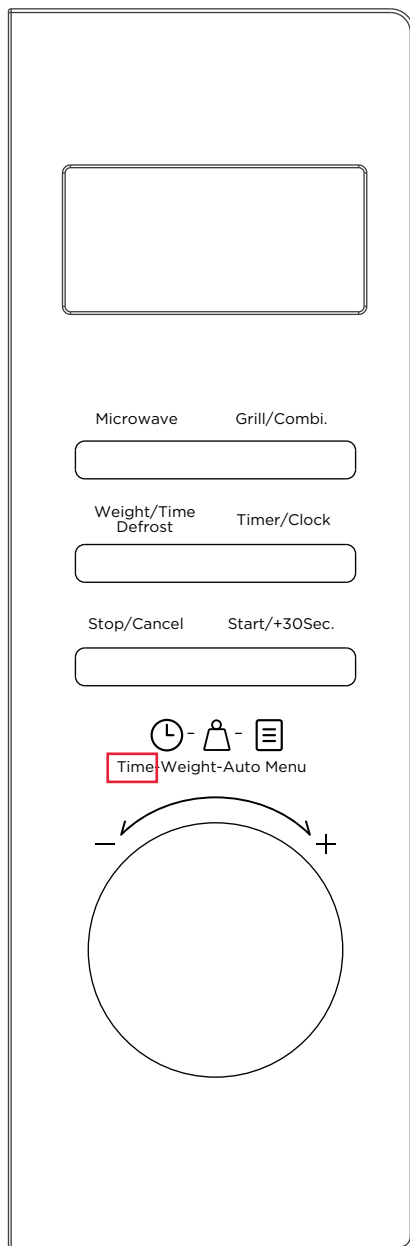 Microwave Grill/Combi.
Weight/Time
Defrost Timer/Clock
Stop/Cancel Start/+30Sec.
Time-Weight-Auto Menu